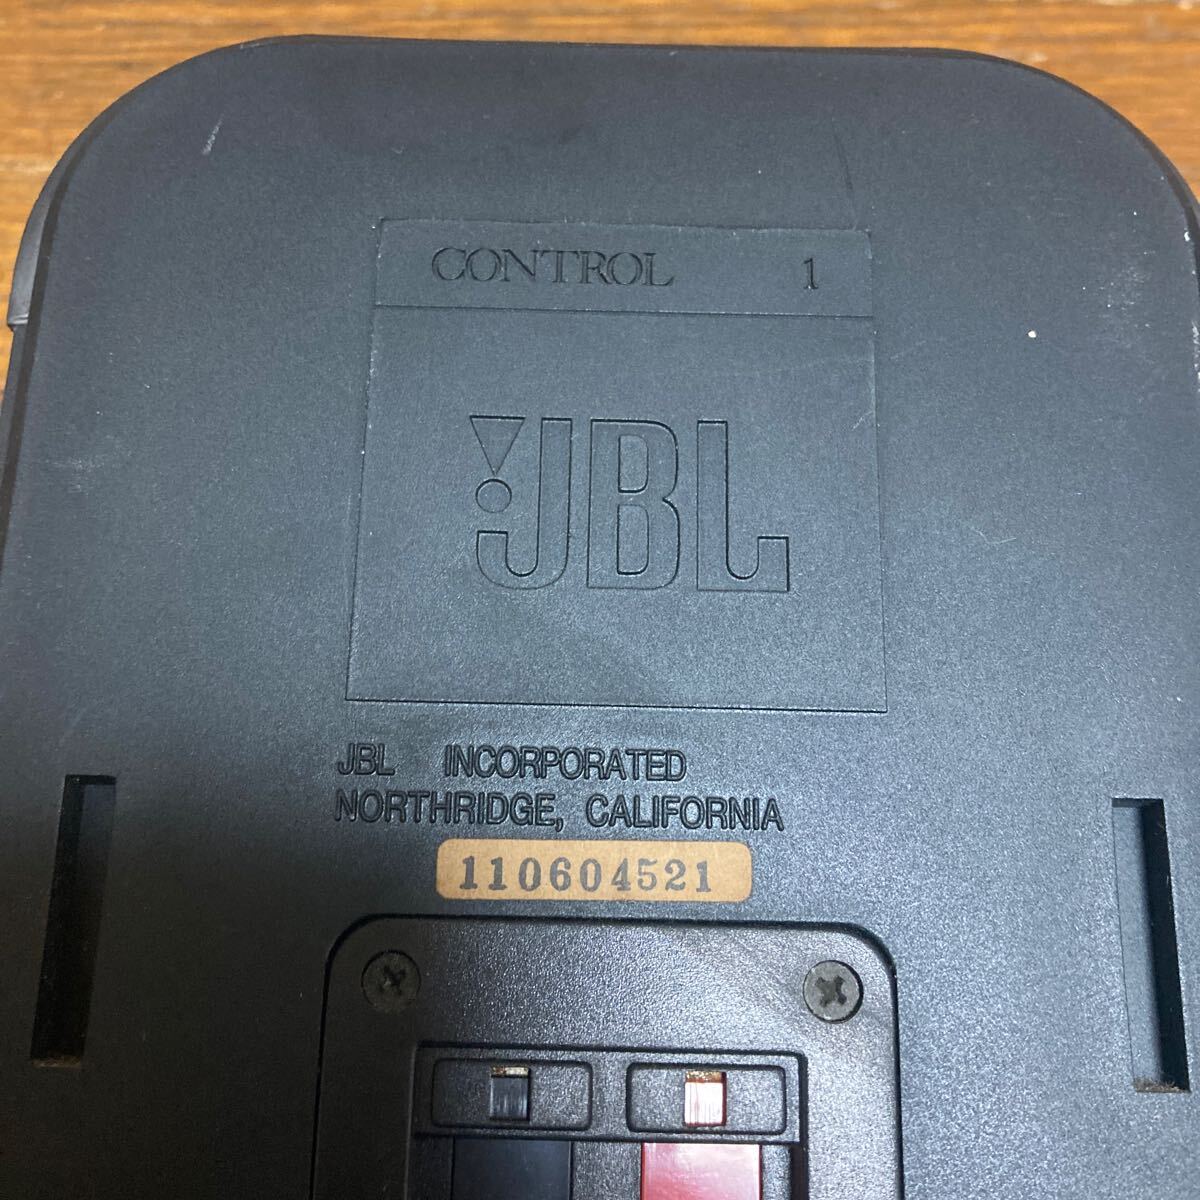 CONTROL 1
JBL
JBL INCORPORATED
NORTHRIDGE, CALIFORNIA
110604521